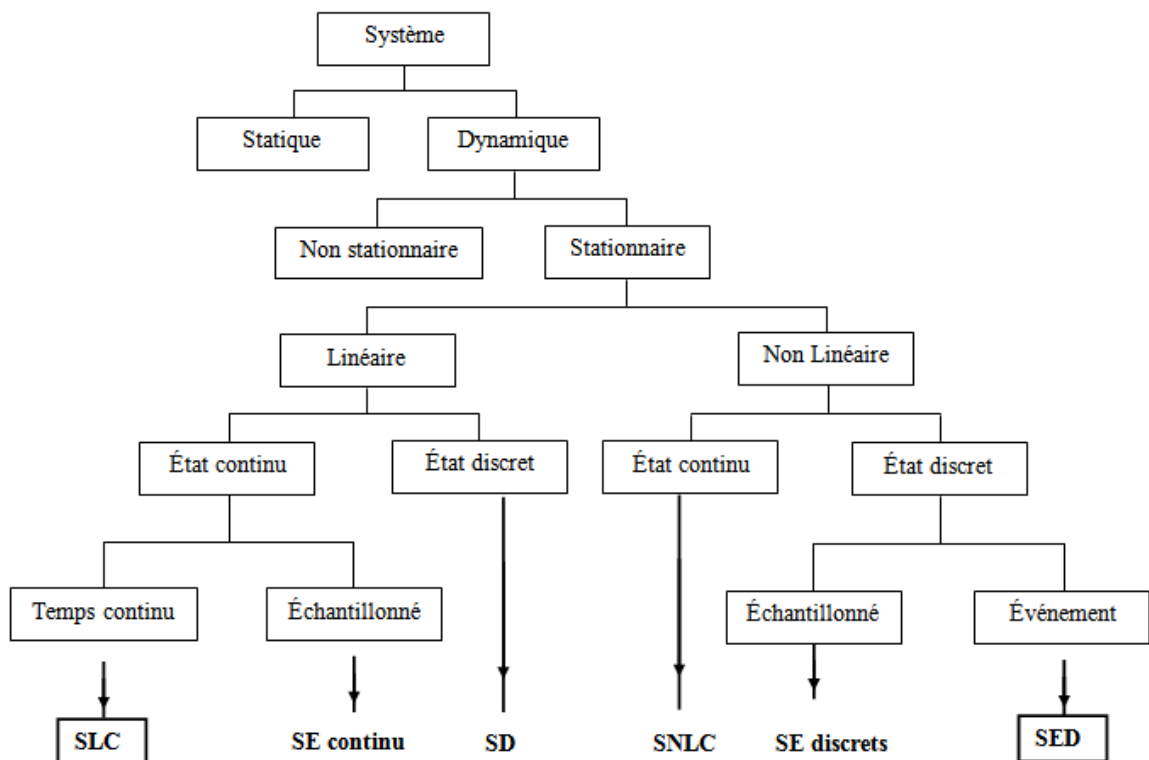 Système
Statique
Dynamique
Non stationnaire
Stationnaire
Linéaire
Non Linéaire
État continu
État discret
État continu
État discret
Temps continu
Échantillonné
Échantillonné
Événement
SLC
SE continu
SD
SNLC
SE discrets
SED